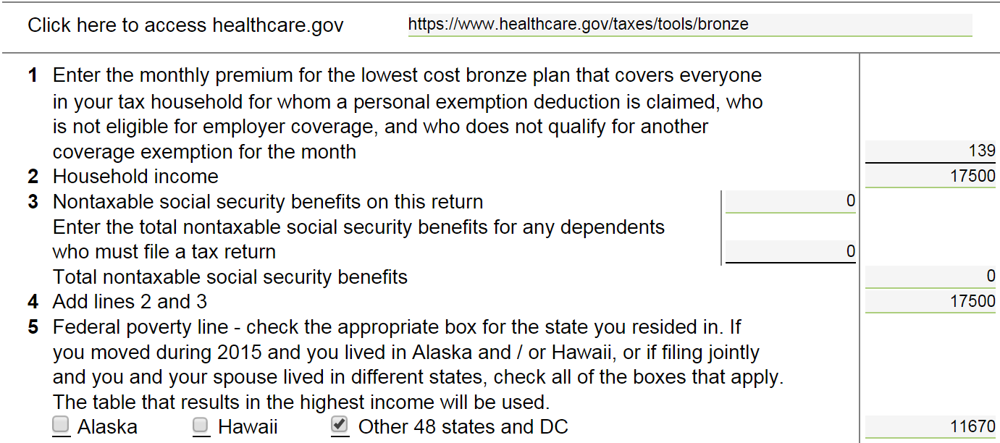 Click here to access healthcare.gov https://www.healthcare.gov/taxes/tools/bronze
1 Enter the monthly premium for the lowest cost bronze plan that covers everyone
in your tax household for whom a personal exemption deduction is claimed, who
is not eligible for employer coverage, and who does not qualify for another
coverage exemption for the month 139
2 Household income 17500
3 Nontaxable social security benefits on this return 0
Enter the total nontaxable social security benefits for any dependents
who must file a tax return 0
Total nontaxable social security benefits 0
4 Add lines 2 and 3 17500
5 Federal poverty line - check the appropriate box for the state you resided in. If
you moved during 2015 and you lived in Alaska and / or Hawaii, or if filing jointly
and you and your spouse lived in different states, check all of the boxes that apply.
The table that results in the highest income will be used.
Alaska Hawaii Other 48 states and DC 11670